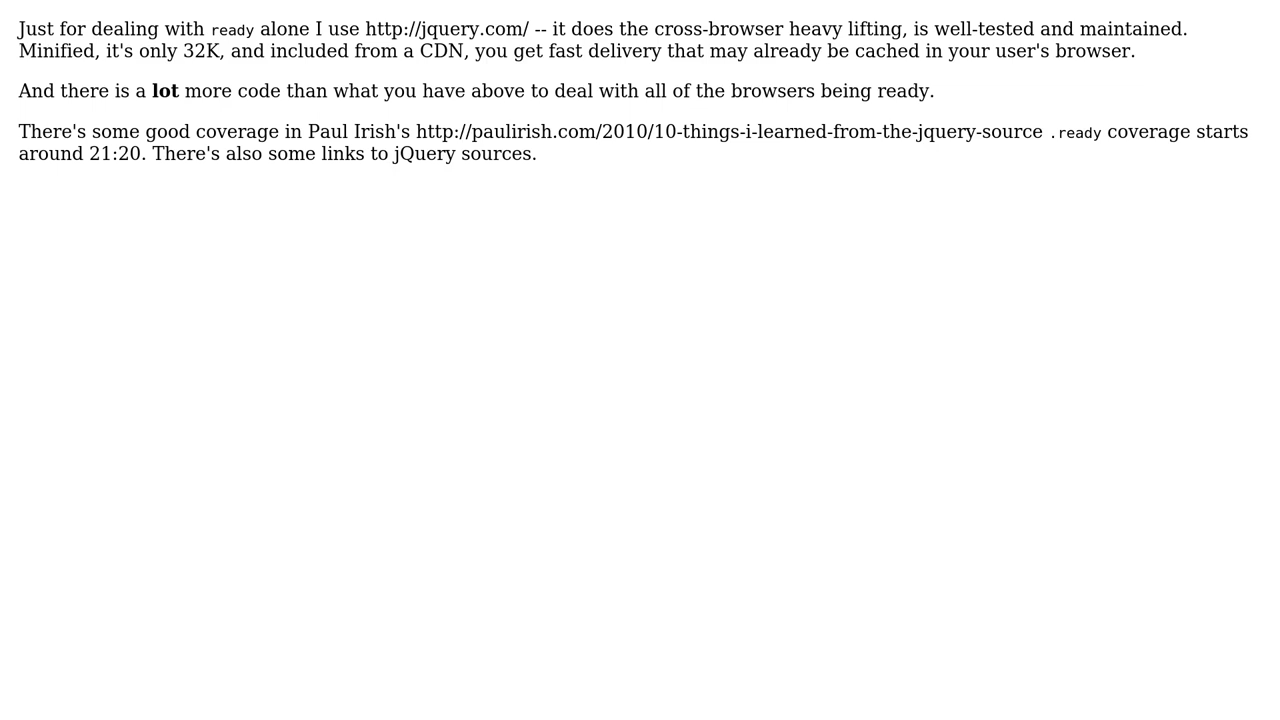 Just for dealing with ready alone I use http://jquery.com/ -- it does the cross-browser heavy lifting, is well-tested and maintained.
Minified, it's only 32K, and included from a CDN, you get fast delivery that may already be cached in your user's browser.
And there is a lot more code than what you have above to deal with all of the browsers being ready.
There's some good coverage in Paul Irish's http://paulirish.com/2010/10-things-i-learned-from-the-jquery-source .ready coverage starts
around 21:20. There's also some links to jQuery sources.